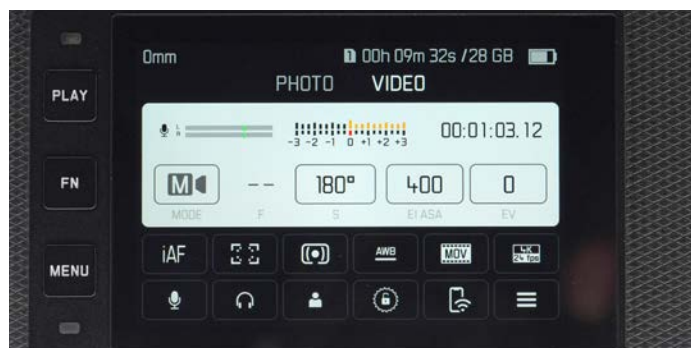 0mm 1 00h 09m 32s /28 GB
PHOTO VIDEO
PLAY
L
R
00:01:03.12
-3 -2 -1 0 +1 +2 +3
FN
M -- 180° 400 0
MODE F S EI ASA EV
MENU
iAF AWB MOV 4K
24 fps